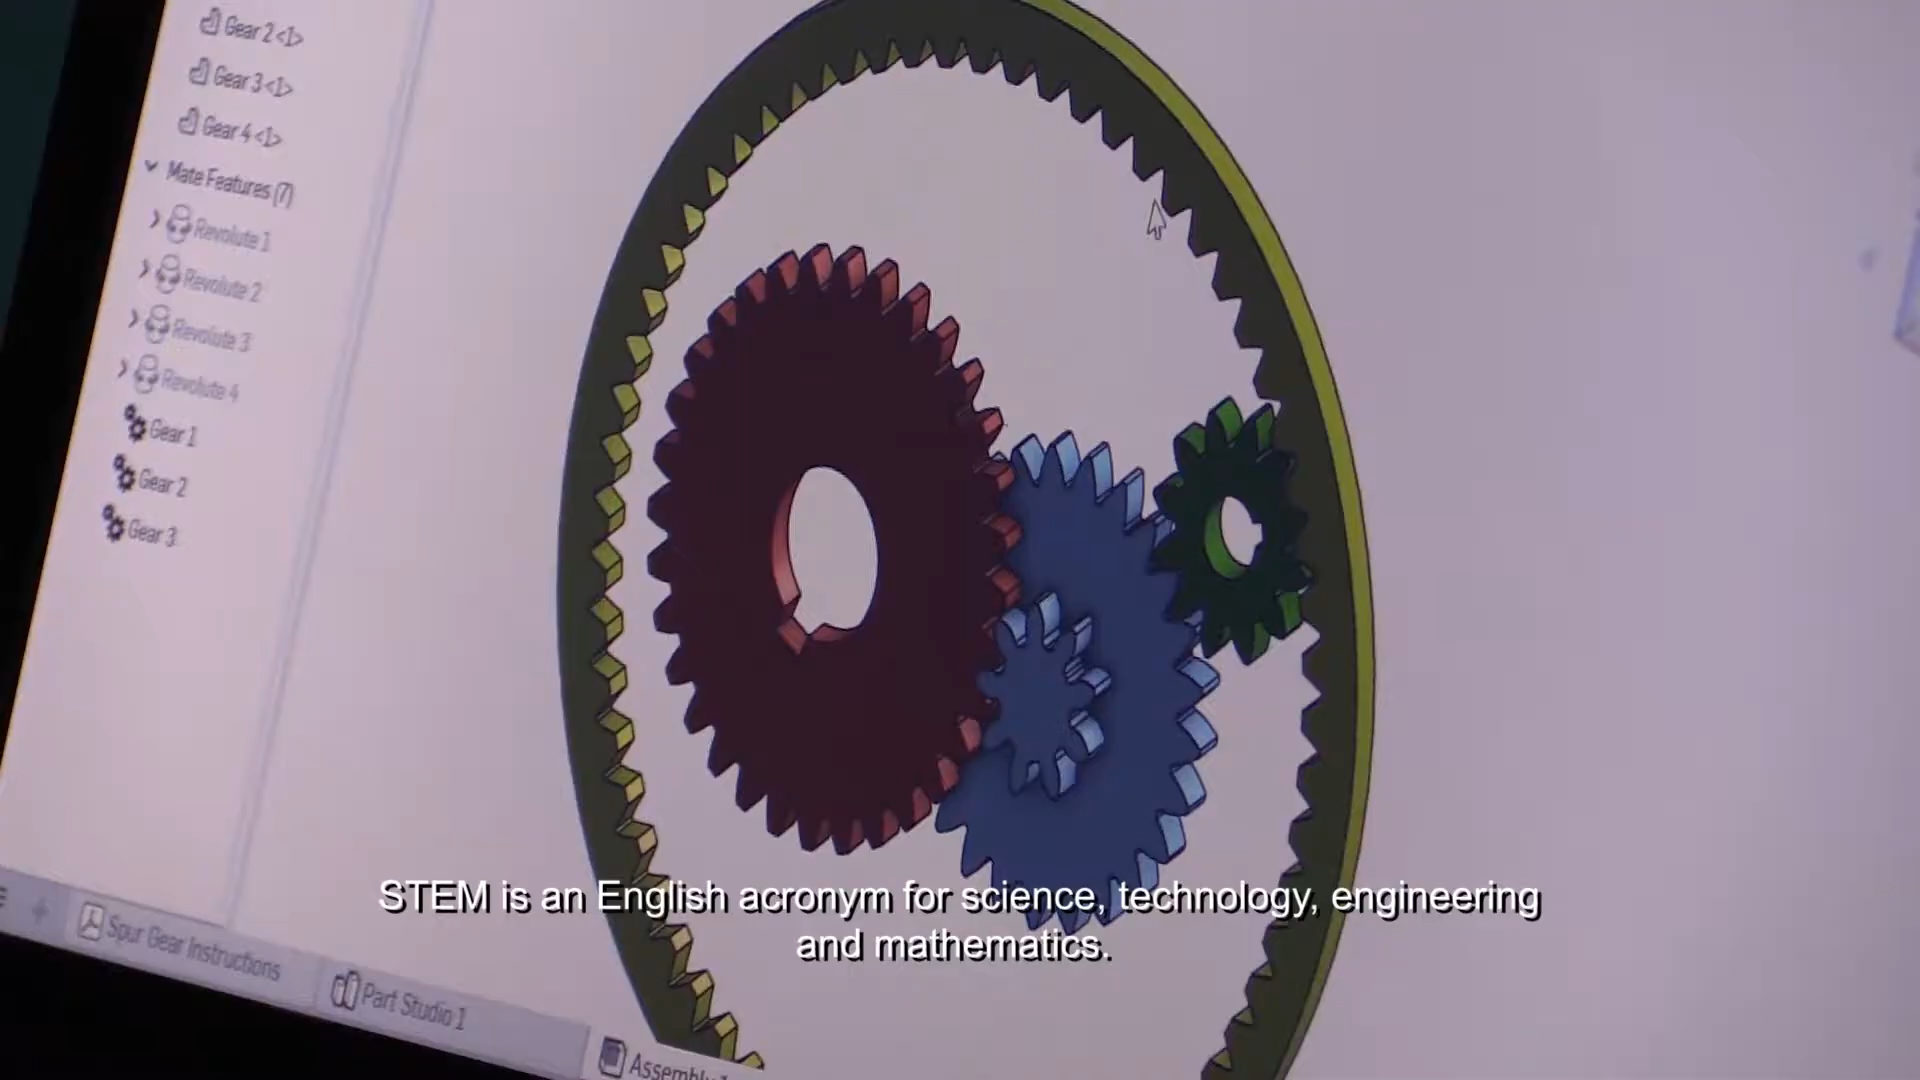 Gear 2 <1>
Gear 3 <1>
Gear 4 <1>
Mate Features (7)
Revolute 1
Revolute 2
Revolute 3
Revolute 4
Gear 1
Gear 2
Gear 3
STEM is an English acronym for science, technology, engineering
and mathematics.
Spur Gear Instructions
Part Studio 1
Assembly 1